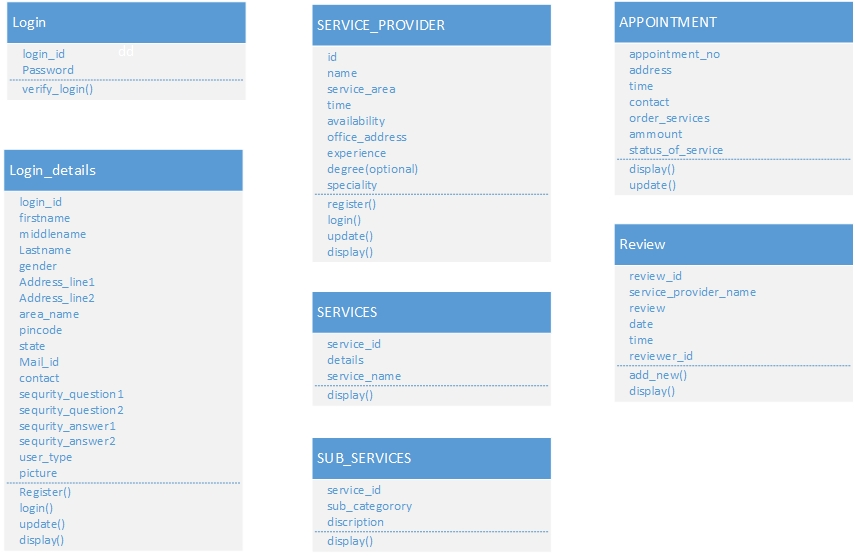 Login
login_id
dd
Password
verify_login()
Login_details
login_id
firstname
middlename
Lastname
gender
Address_line1
Address_line2
area_name
pincode
state
Mail_id
contact
sequrity_question1
sequrity_question2
sequrity_answer1
sequrity_answer2
user_type
picture
Register()
login()
update()
display()
SERVICE_PROVIDER
id
name
service_area
time
availability
office_address
experience
degree(optional)
speciality
register()
login()
update()
display()
SERVICES
service_id
details
service_name
display()
SUB_SERVICES
service_id
sub_categorory
discription
display()
APPOINTMENT
appointment_no
address
time
contact
order_services
ammount
status_of_service
display()
update()
Review
review_id
service_provider_name
review
date
time
reviewer_id
add_new()
display()